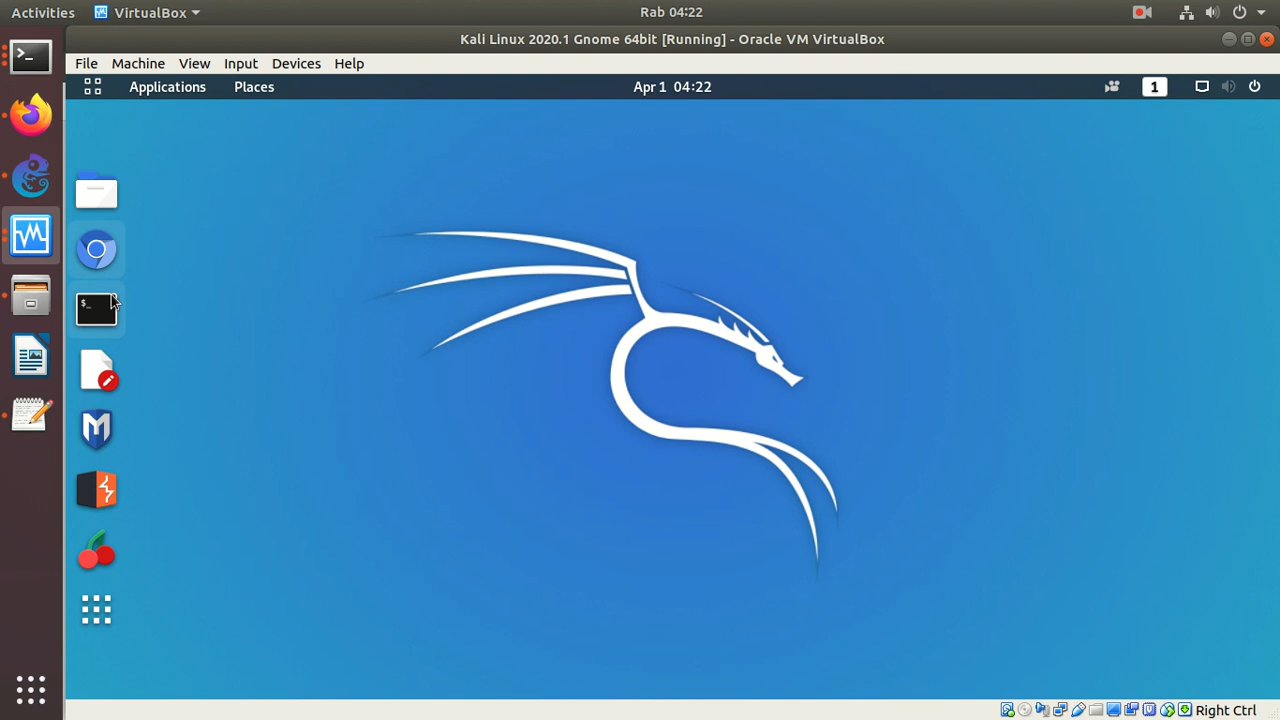 Activities VirtualBox Rab 04:22
Kali Linux 2020.1 Gnome 64bit [Running] - Oracle VM VirtualBox
File Machine View Input Devices Help
Applications Places Apr 1 04:22 1
$_
Right Ctrl